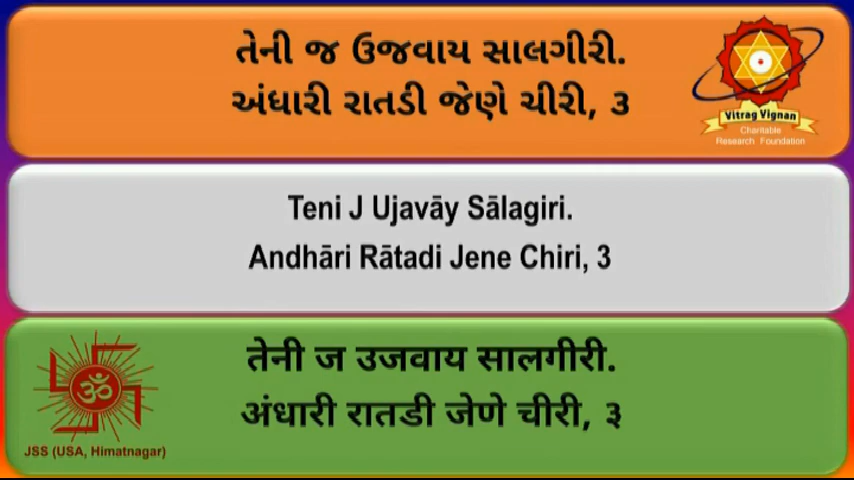 તેની જ ઉજવાય સાલગીરી.
અંધારી રાતડી જેણે ચીરી, ૩
Vitrag Vignan
Charitable
Research Foundation
Teni J Ujavāy Sālagiri.
Andhāri Rātadi Jene Chiri, 3
तेनी ज उजवाय सालगीरी.
अंधारी रातडी जेणे चीरी, ३
ॐ
JSS (USA, Himatnagar)